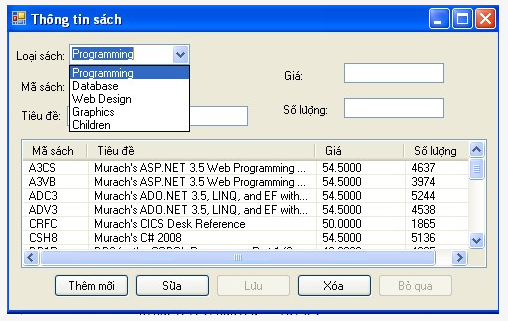 Thông tin sách
Loại sách: Programming
Programming
Database
Web Design
Graphics
Children
Mã sách:
Tiêu đề:
Giá:
Số lượng:
Mã sách Tiêu đề Giá Số lượng
A3CS Murach's ASP.NET 3.5 Web Programming ... 54.5000 4637
A3VB Murach's ASP.NET 3.5 Web Programming ... 54.5000 3974
ADC3 Murach's ADO.NET 3.5, LINQ, and EF with... 54.5000 5244
ADV3 Murach's ADO.NET 3.5, LINQ, and EF with... 54.5000 4538
CRFC Murach's CICS Desk Reference 50.0000 1865
CSH8 Murach's C# 2008 54.5000 5136
Thêm mới Sửa Lưu Xóa Bỏ qua